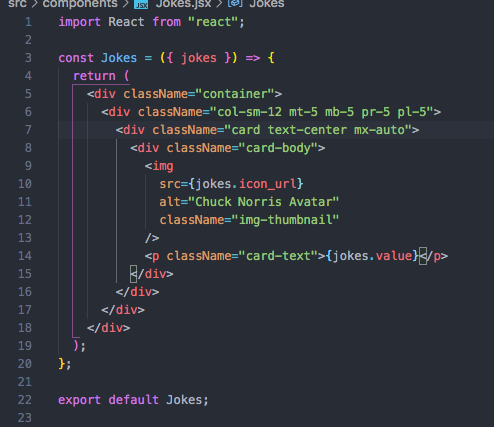 src > components > JSX Jokes.jsx > Jokes
1 import React from "react";
2
3 const Jokes = ({ jokes }) => {
4 return (
5 <div className="container">
6 <div className="col-sm-12 mt-5 mb-5 pr-5 pl-5">
7 <div className="card text-center mx-auto">
8 <div className="card-body">
9 <img
10 src={jokes.icon_url}
11 alt="Chuck Norris Avatar"
12 className="img-thumbnail"
13 />
14 <p className="card-text">{jokes.value}</p>
15 </div>
16 </div>
17 </div>
18 </div>
19 );
20 };
21
22 export default Jokes;
23